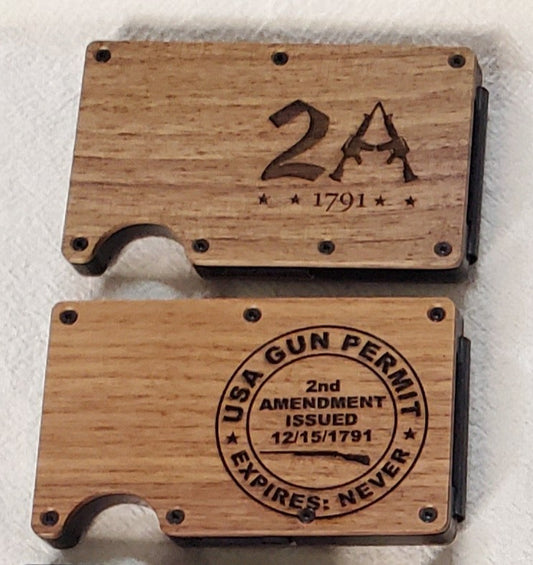 2A
★ ★ 1791 ★ ★
USA GUN PERMIT
2nd
AMENDMENT
ISSUED
12/15/1791
★ EXPIRES: NEVER ★